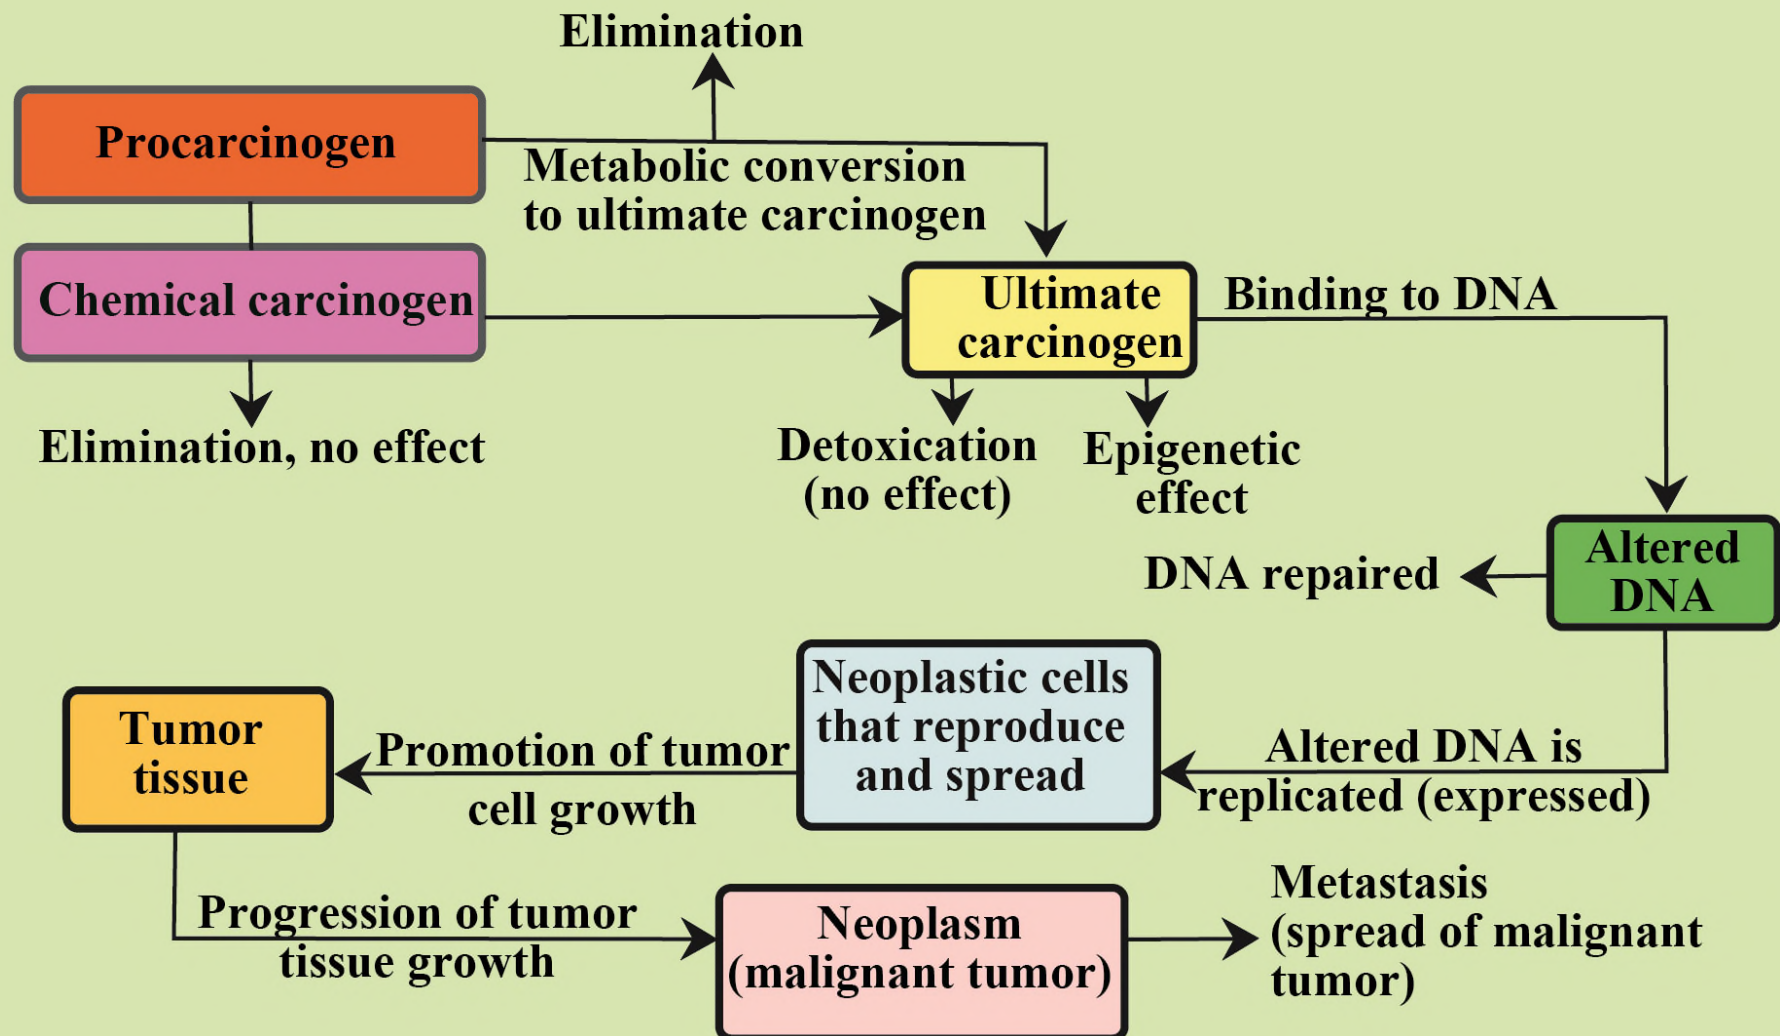 Elimination
Procarcinogen
Metabolic conversion
to ultimate carcinogen
Chemical carcinogen
Ultimate
carcinogen
Binding to DNA
Elimination, no effect
Detoxication
(no effect)
Epigenetic
effect
Altered
DNA
DNA repaired
Neoplastic cells
that reproduce
and spread
Altered DNA is
replicated (expressed)
Promotion of tumor
cell growth
Tumor
tissue
Progression of tumor
tissue growth
Neoplasm
(malignant tumor)
Metastasis
(spread of malignant
tumor)